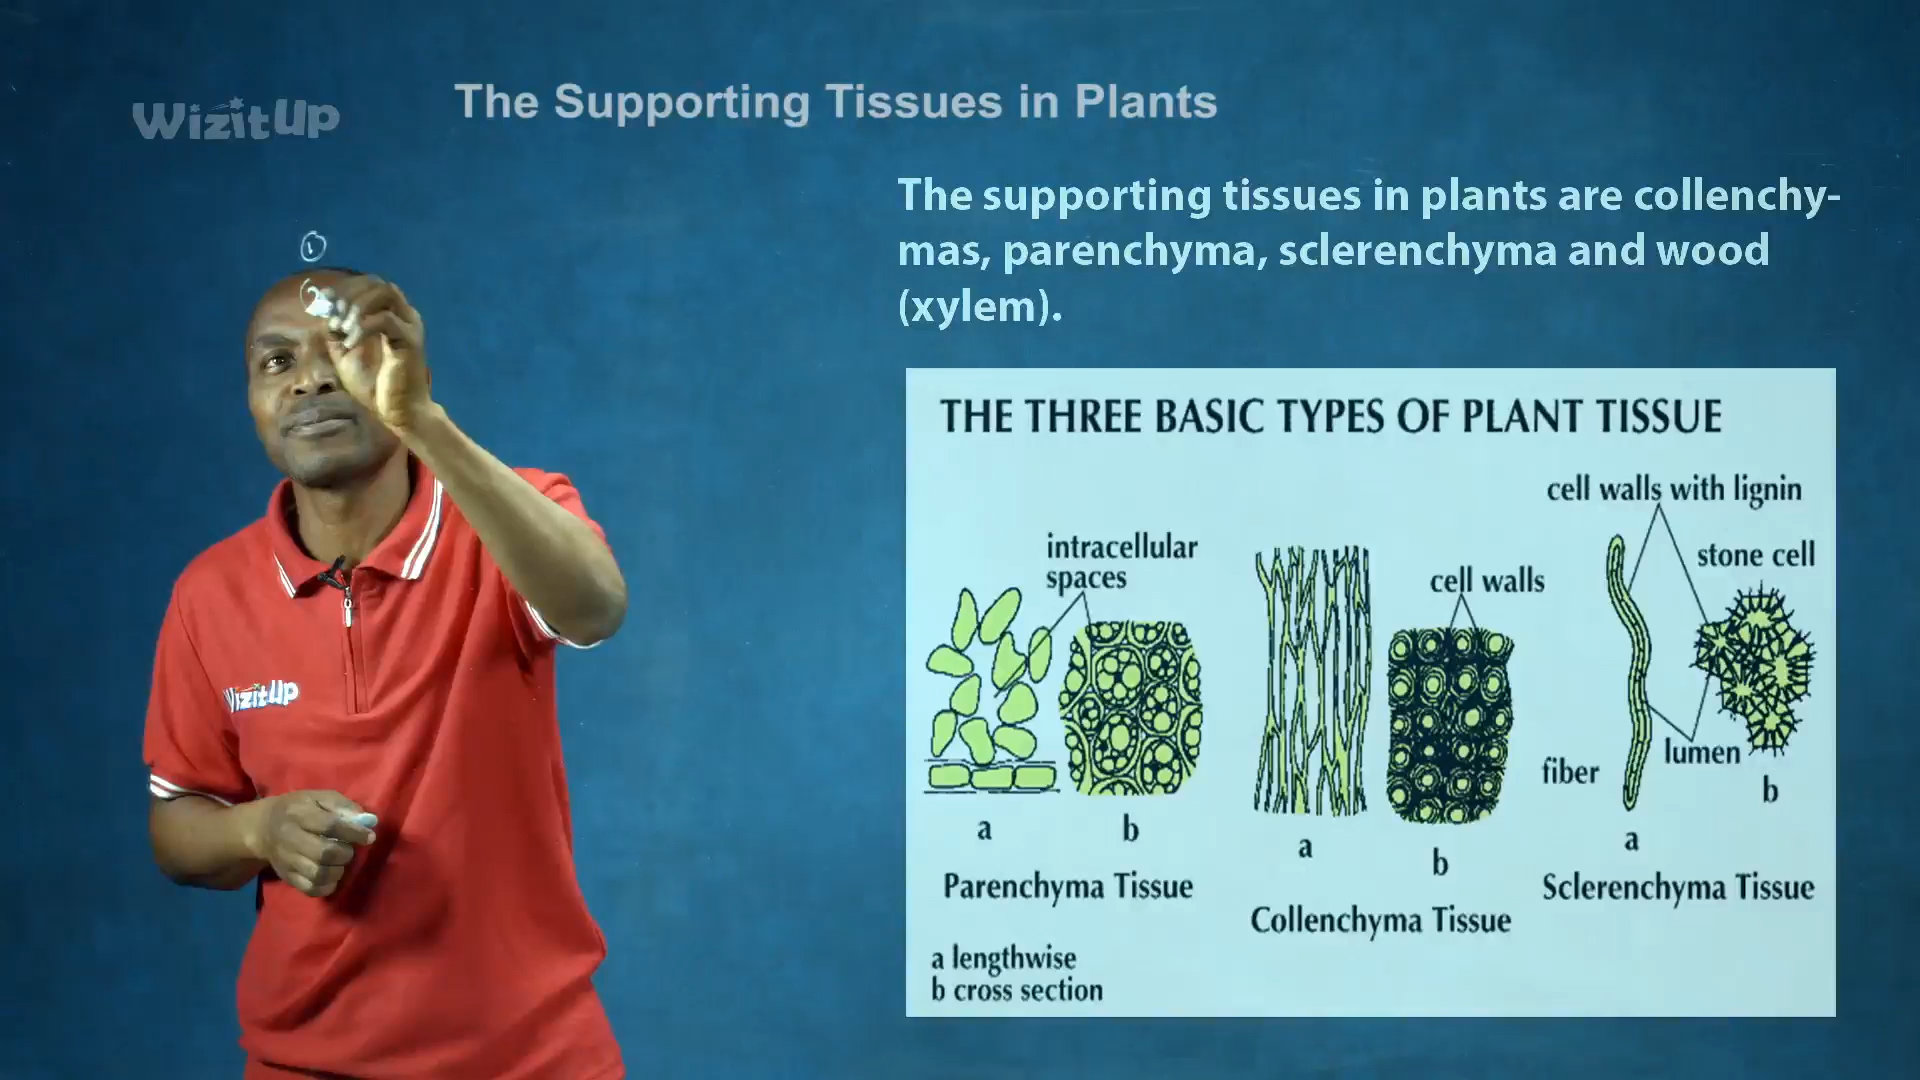 WizitUp
The Supporting Tissues in Plants
The supporting tissues in plants are collenchy-
mas, parenchyma, sclerenchyma and wood
(xylem).
1
THE THREE BASIC TYPES OF PLANT TISSUE
cell walls with lignin
stone cell
intracellular
spaces
cell walls
lumen
fiber
b
a
b
a
b
a
Parenchyma Tissue
Collenchyma Tissue
Sclerenchyma Tissue
a lengthwise
b cross section
WizitUp